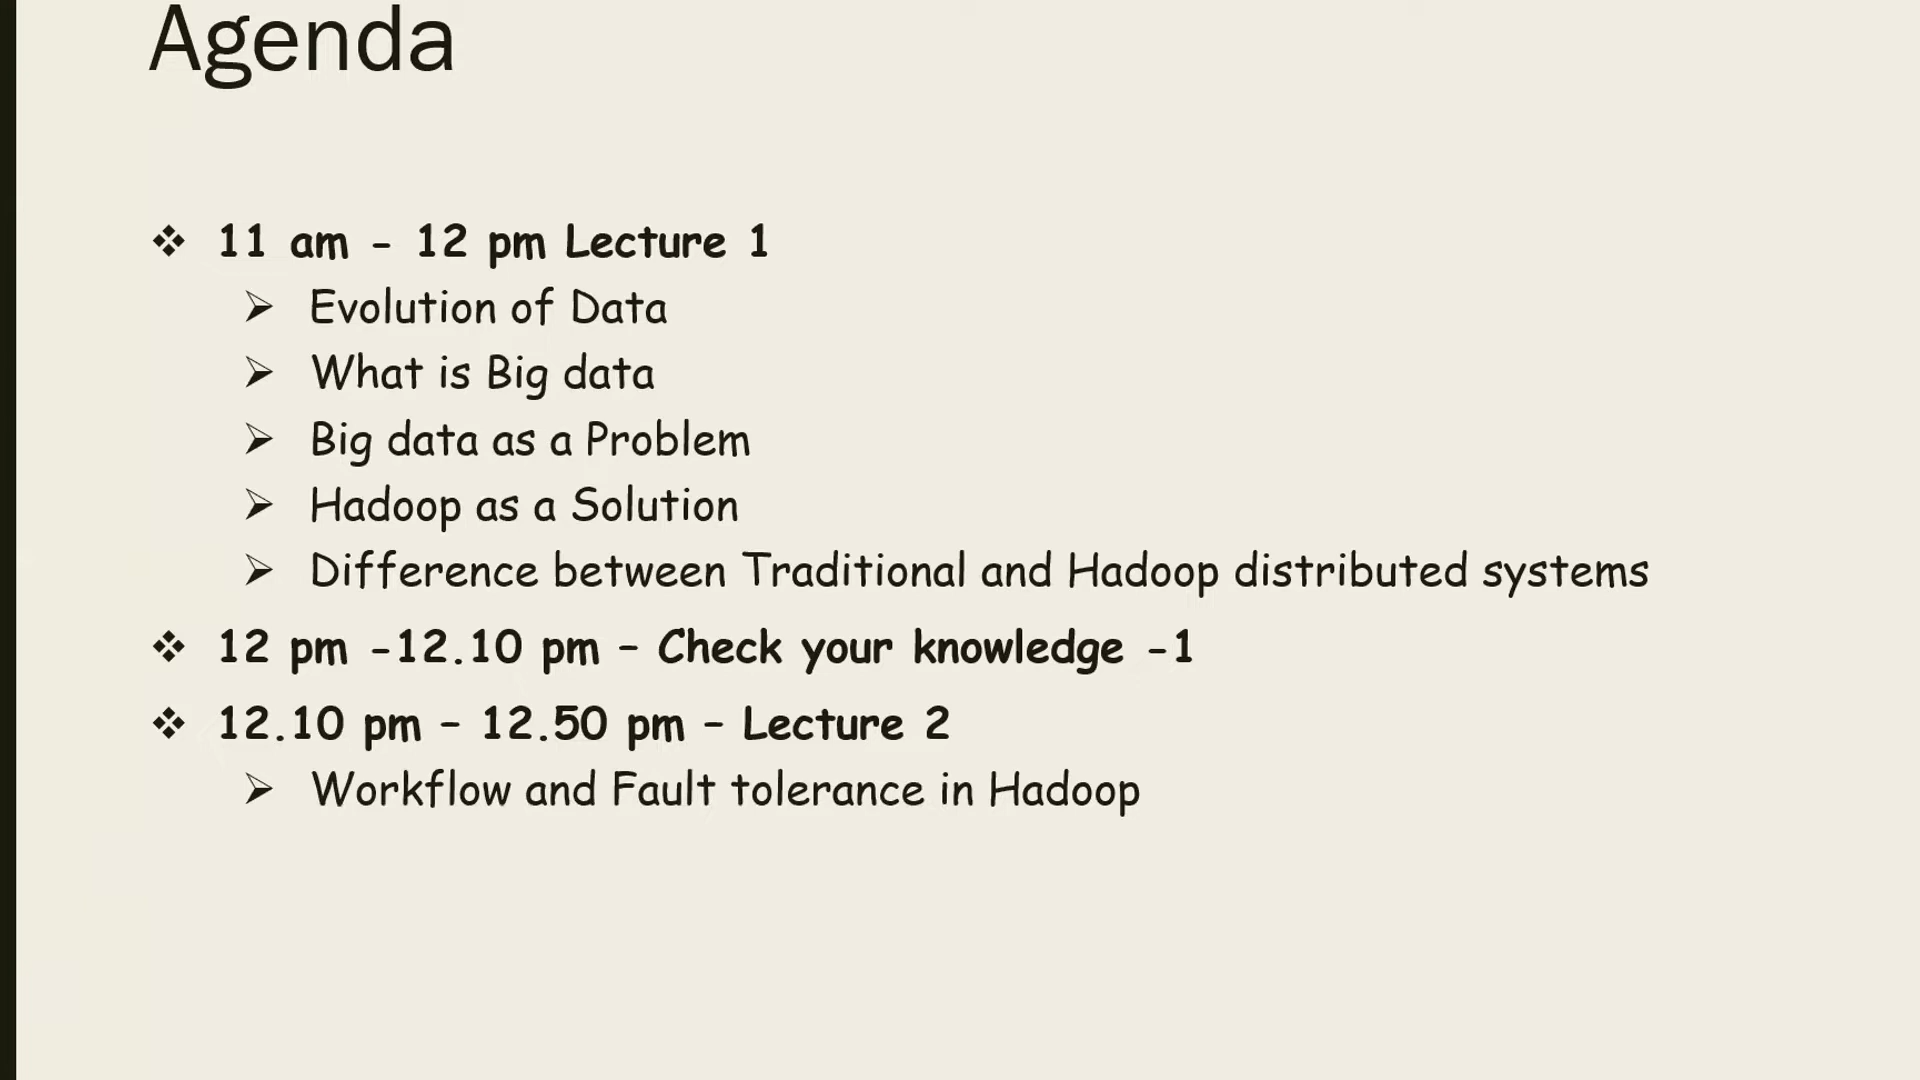 Agenda
❖ 11 am - 12 pm Lecture 1
➢ Evolution of Data
➢ What is Big data
➢ Big data as a Problem
➢ Hadoop as a Solution
➢ Difference between Traditional and Hadoop distributed systems
❖ 12 pm -12.10 pm – Check your knowledge -1
❖ 12.10 pm – 12.50 pm – Lecture 2
➢ Workflow and Fault tolerance in Hadoop